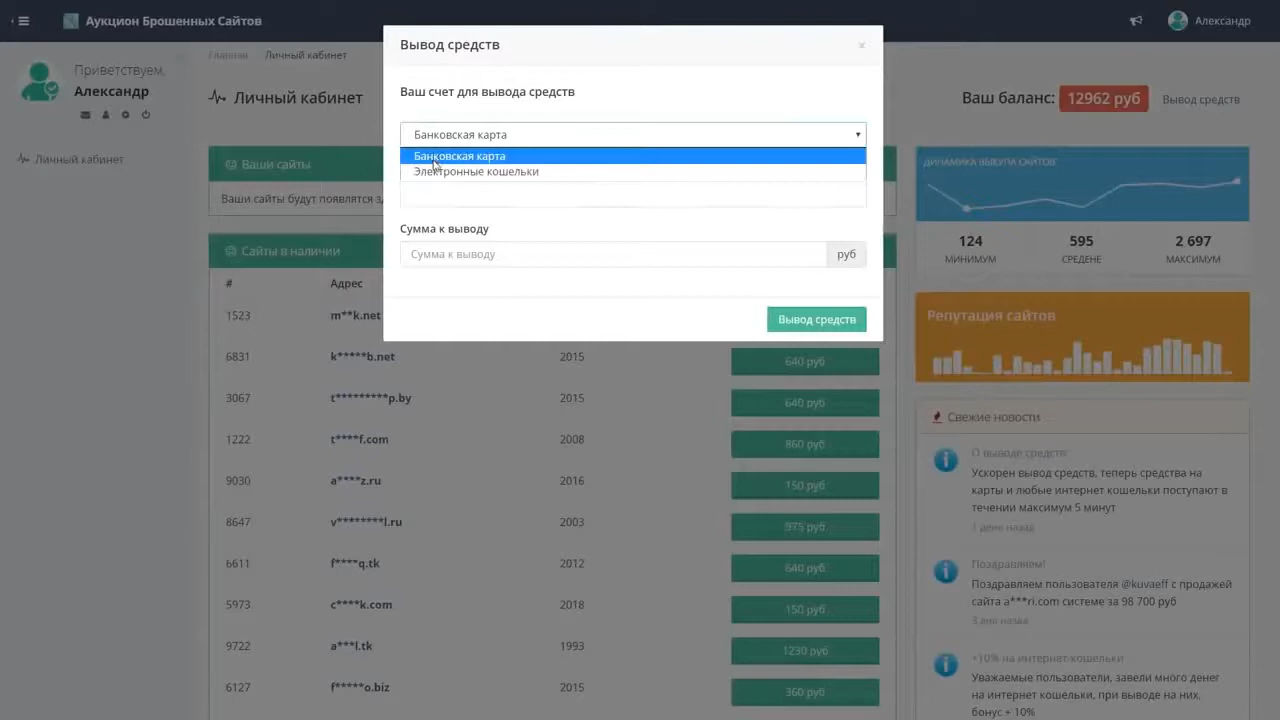 Аукцион Брошенных Сайтов
Александр
Приветствуем,
Александр
Личный кабинет
Главная
Личный кабинет
Личный кабинет
Ваш баланс: 12962 руб Вывод средств
Вывод средств
×
Ваш счет для вывода средств
Банковская карта
Банковская карта
Электронные кошельки
Сумма к выводу
Сумма к выводу
руб
Вывод средств
Ваши сайты
Ваши сайты будут появлятся
Сайты в наличии
# Адрес
1523 m**k.net
6831 k*****b.net 2015 640 руб
3067 t*********p.by 2015 640 руб
1222 t****f.com 2008 860 руб
9030 a****z.ru 2016 150 руб
8647 v********l.ru 2003 975 руб
6611 f****q.tk 2012 640 руб
5973 c****k.com 2018 150 руб
9722 a***l.tk 1993 1230 руб
6127 f*****o.biz 2015 360 руб
ДИНАМИКА ВЫКУПА САЙТОВ
124 595 2 697
МИНИМУМ СРЕДЕНЕ МАКСИМУМ
Репутация сайтов
Свежие новости
О выводе средств
Ускорен вывод средств, теперь средства на
карты и любые интернет кошельки поступают в
течении максимум 5 минут
1 день назад
Поздравляем!
Поздравляем пользователя @kuvaeff с продажей
сайта a***ri.com системе за 98 700 руб
3 дня назад
+10% на интернет-кошельки
Уважаемые пользователи, завели много денег
на интернет кошельки, при выводе на них,
бонус + 10%